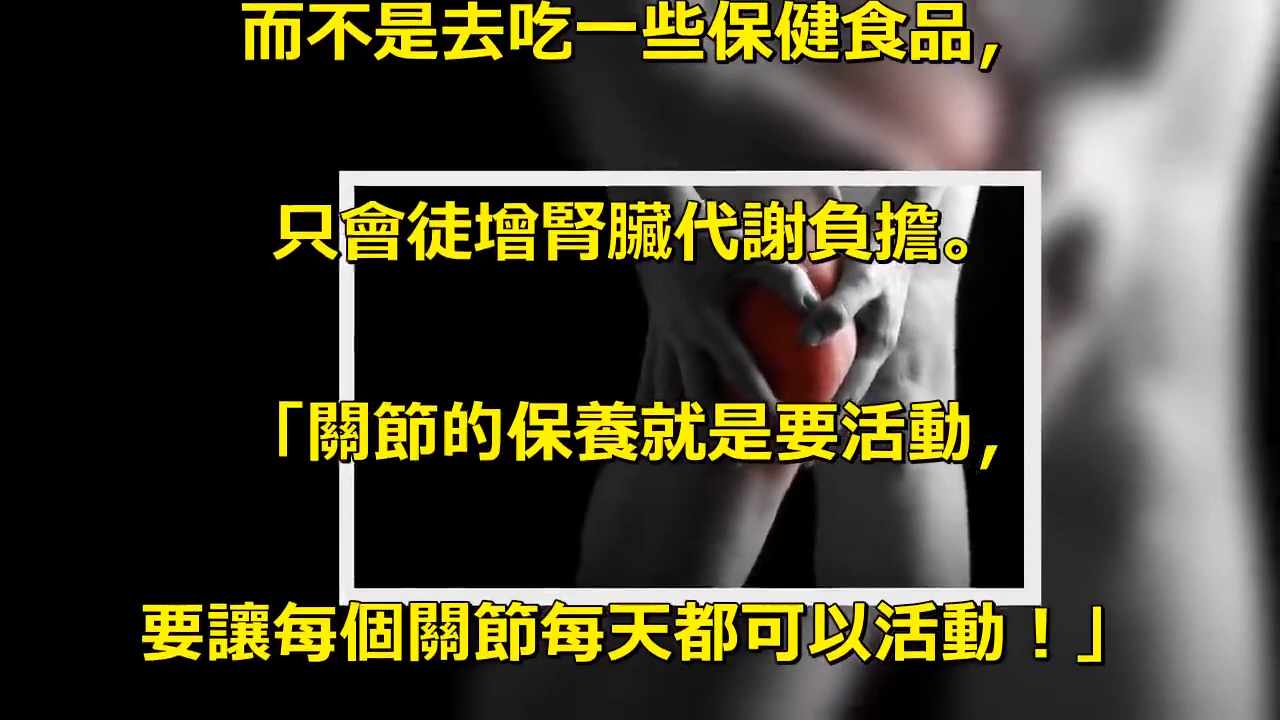 而不是去吃一些保健食品，
只會徒增腎臟代謝負擔。
「關節的保養就是要活動，
要讓每個關節每天都可以活動！」